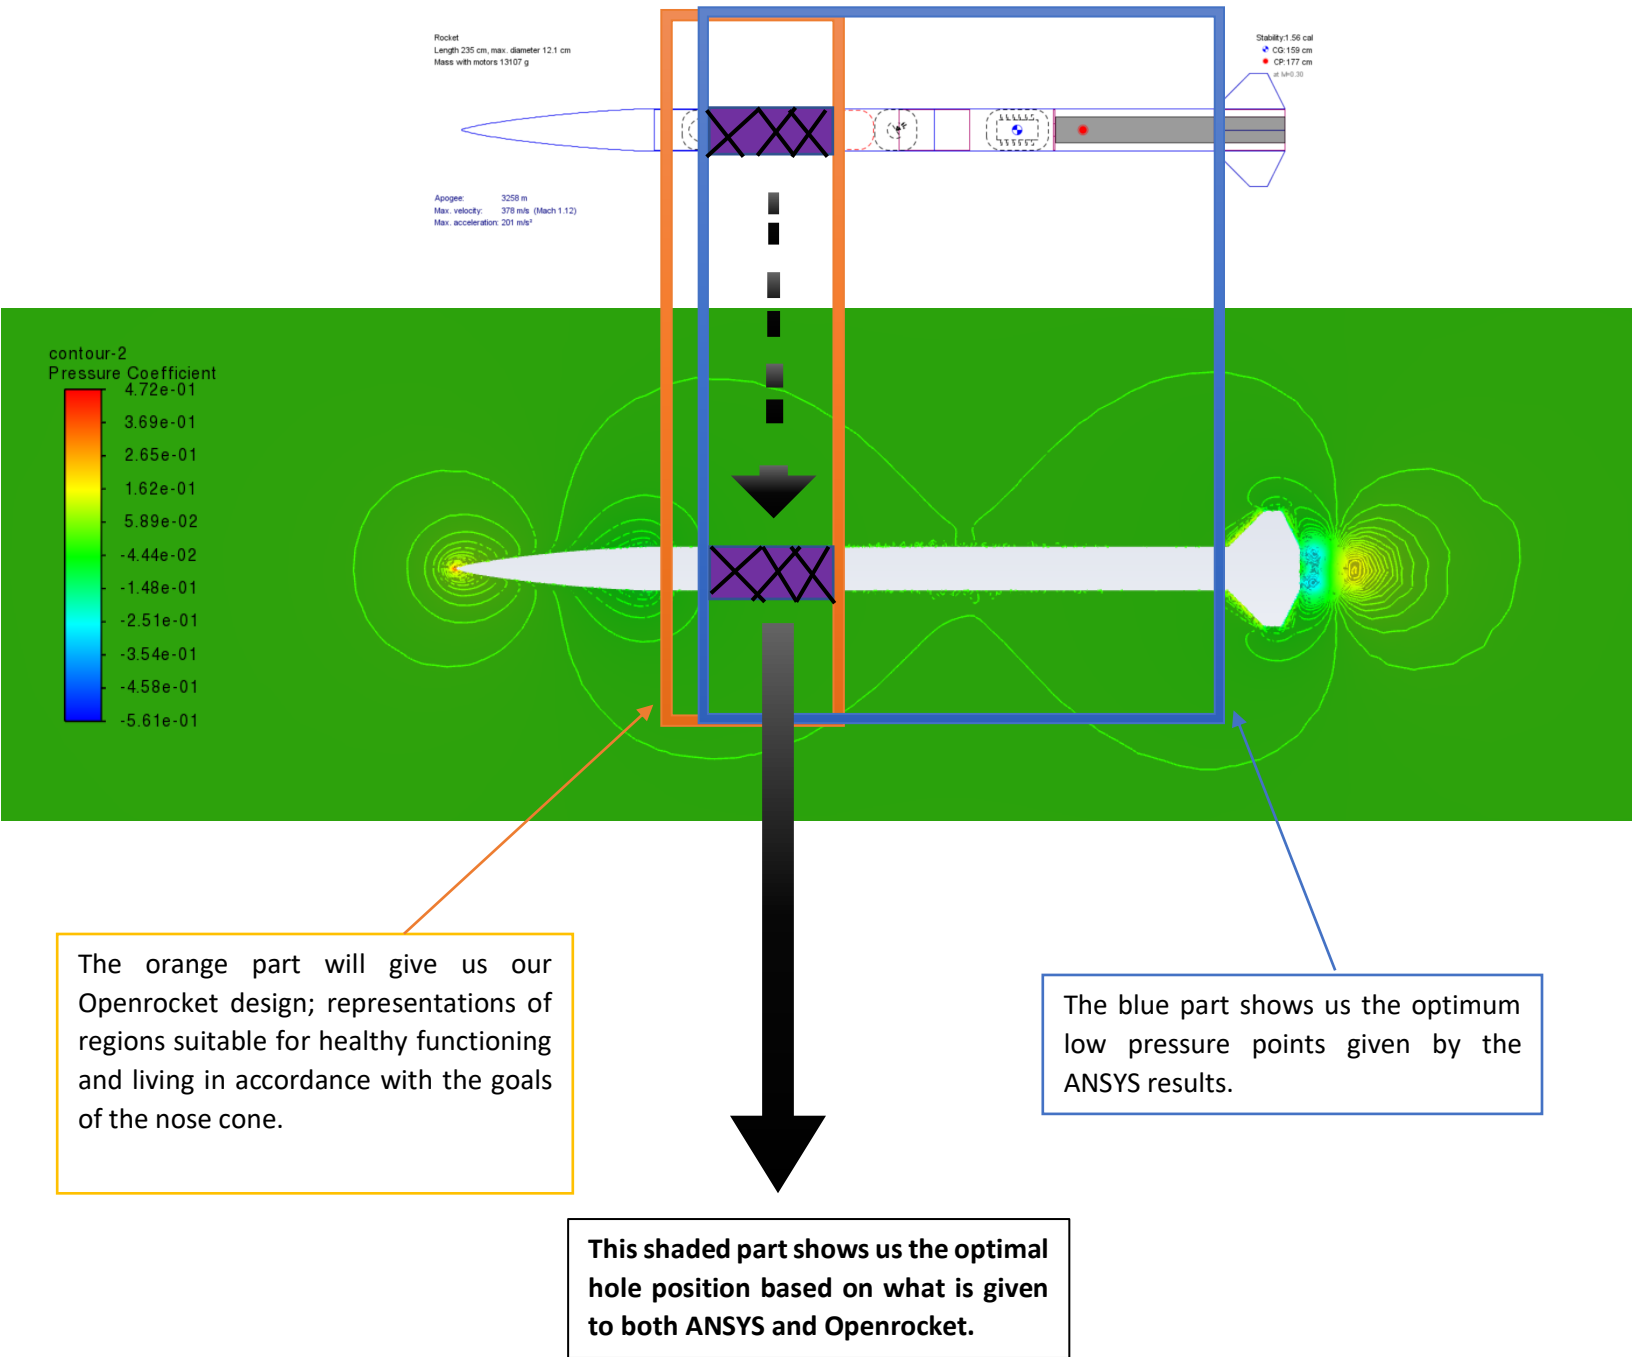 Rocket
Length 235 cm, max. diameter 12.1 cm
Mass with motors 13107 g
Stability:1.56 cal
CG:159 cm
CP:177 cm
at M=0.30
Apogee: 3258 m
Max. velocity: 378 m/s (Mach 1.12)
Max. acceleration: 201 m/s²
contour-2
Pressure Coefficient
4.72e-01
3.69e-01
2.65e-01
1.62e-01
5.89e-02
-4.44e-02
-1.48e-01
-2.51e-01
-3.54e-01
-4.58e-01
-5.61e-01
The orange part will give us our
Openrocket design; representations of
regions suitable for healthy functioning
and living in accordance with the goals
of the nose cone.
The blue part shows us the optimum
low pressure points given by the
ANSYS results.
This shaded part shows us the optimal
hole position based on what is given
to both ANSYS and Openrocket.